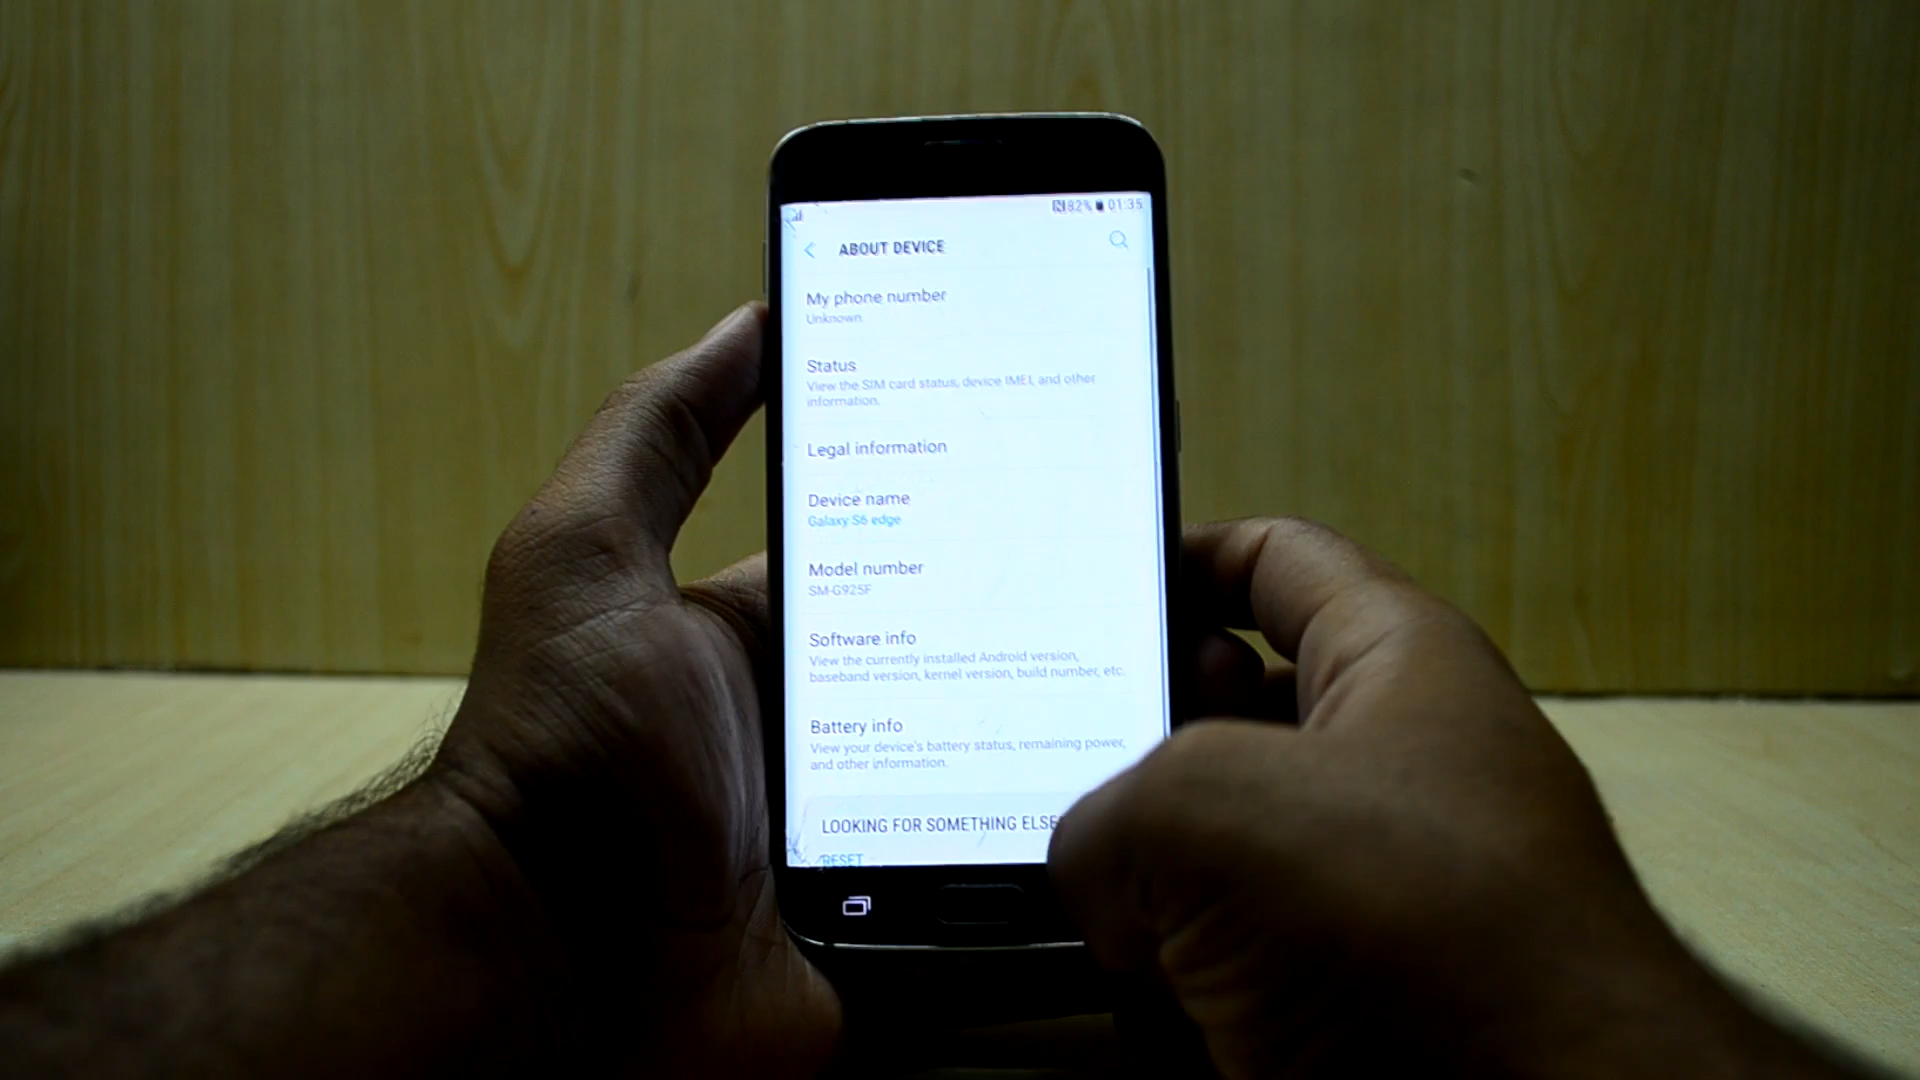 82% 01:35
ABOUT DEVICE
My phone number
Unknown
Status
View the SIM card status, device IMEI, and other
information.
Legal information
Device name
Galaxy S6 edge
Model number
SM-G925F
Software info
View the currently installed Android version,
baseband version, kernel version, build number, etc.
Battery info
View your device's battery status, remaining power,
and other information.
LOOKING FOR SOMETHING ELSE
RESET